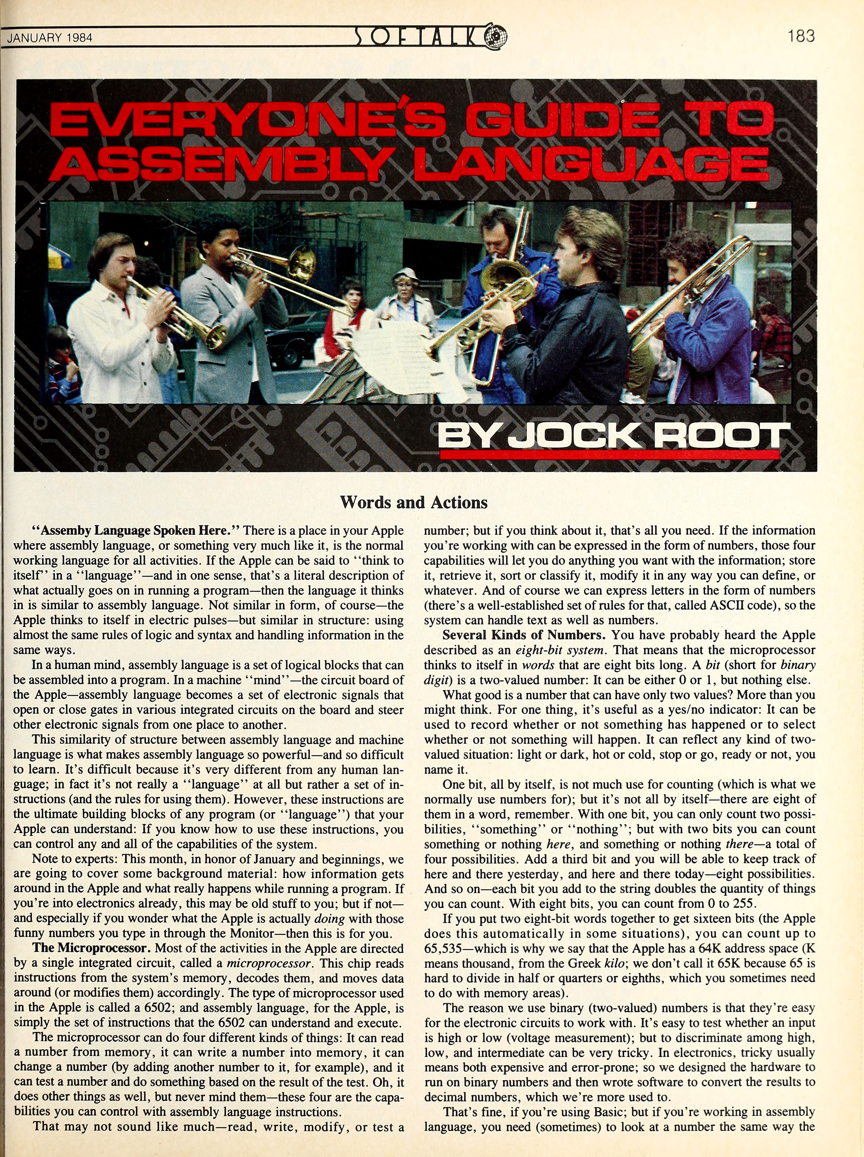 JANUARY 1984
SOFTALK
183
EVERYONE'S GUIDE TO
ASSEMBLY LANGUAGE
BY JOCK ROOT
Words and Actions
“Assemby Language Spoken Here.” There is a place in your Apple
where assembly language, or something very much like it, is the normal
working language for all activities. If the Apple can be said to “think to
itself” in a “language”—and in one sense, that's a literal description of
what actually goes on in running a program—then the language it thinks
in is similar to assembly language. Not similar in form, of course—the
Apple thinks to itself in electric pulses—but similar in structure: using
almost the same rules of logic and syntax and handling information in the
same ways.
In a human mind, assembly language is a set of logical blocks that can
be assembled into a program. In a machine “mind”—the circuit board of
the Apple—assembly language becomes a set of electronic signals that
open or close gates in various integrated circuits on the board and steer
other electronic signals from one place to another.
This similarity of structure between assembly language and machine
language is what makes assembly language so powerful—and so difficult
to learn. It's difficult because it's very different from any human lan-
guage; in fact it's not really a “language” at all but rather a set of in-
structions (and the rules for using them). However, these instructions are
the ultimate building blocks of any program (or “language”) that your
Apple can understand: If you know how to use these instructions, you
can control any and all of the capabilities of the system.
Note to experts: This month, in honor of January and beginnings, we
are going to cover some background material: how information gets
around in the Apple and what really happens while running a program. If
you're into electronics already, this may be old stuff to you; but if not—
and especially if you wonder what the Apple is actually doing with those
funny numbers you type in through the Monitor—then this is for you.
The Microprocessor. Most of the activities in the Apple are directed
by a single integrated circuit, called a microprocessor. This chip reads
instructions from the system's memory, decodes them, and moves data
around (or modifies them) accordingly. The type of microprocessor used
in the Apple is called a 6502; and assembly language, for the Apple, is
simply the set of instructions that the 6502 can understand and execute.
The microprocessor can do four different kinds of things: It can read
a number from memory, it can write a number into memory, it can
change a number (by adding another number to it, for example), and it
can test a number and do something based on the result of the test. Oh, it
does other things as well, but never mind them—these four are the capa-
bilities you can control with assembly language instructions.
That may not sound like much—read, write, modify, or test a
number; but if you think about it, that's all you need. If the information
you're working with can be expressed in the form of numbers, those four
capabilities will let you do anything you want with the information; store
it, retrieve it, sort or classify it, modify it in any way you can define, or
whatever. And of course we can express letters in the form of numbers
(there's a well-established set of rules for that, called ASCII code), so the
system can handle text as well as numbers.
Several Kinds of Numbers. You have probably heard the Apple
described as an eight-bit system. That means that the microprocessor
thinks to itself in words that are eight bits long. A bit (short for binary
digit) is a two-valued number: It can be either 0 or 1, but nothing else.
What good is a number that can have only two values? More than you
might think. For one thing, it's useful as a yes/no indicator: It can be
used to record whether or not something has happened or to select
whether or not something will happen. It can reflect any kind of two-
valued situation: light or dark, hot or cold, stop or go, ready or not, you
name it.
One bit, all by itself, is not much use for counting (which is what we
normally use numbers for); but it's not all by itself—there are eight of
them in a word, remember. With one bit, you can only count two possi-
bilities, “something” or “nothing”; but with two bits you can count
something or nothing here, and something or nothing there—a total of
four possibilities. Add a third bit and you will be able to keep track of
here and there yesterday, and here and there today—eight possibilities.
And so on—each bit you add to the string doubles the quantity of things
you can count. With eight bits, you can count from 0 to 255.
If you put two eight-bit words together to get sixteen bits (the Apple
does this automatically in some situations), you can count up to
65,535—which is why we say that the Apple has a 64K address space (K
means thousand, from the Greek kilo; we don't call it 65K because 65 is
hard to divide in half or quarters or eighths, which you sometimes need
to do with memory areas).
The reason we use binary (two-valued) numbers is that they're easy
for the electronic circuits to work with. It's easy to test whether an input
is high or low (voltage measurement); but to discriminate among high,
low, and intermediate can be very tricky. In electronics, tricky usually
means both expensive and error-prone; so we designed the hardware to
run on binary numbers and then wrote software to convert the results to
decimal numbers, which we're more used to.
That's fine, if you're using Basic; but if you're working in assembly
language, you need (sometimes) to look at a number the same way the